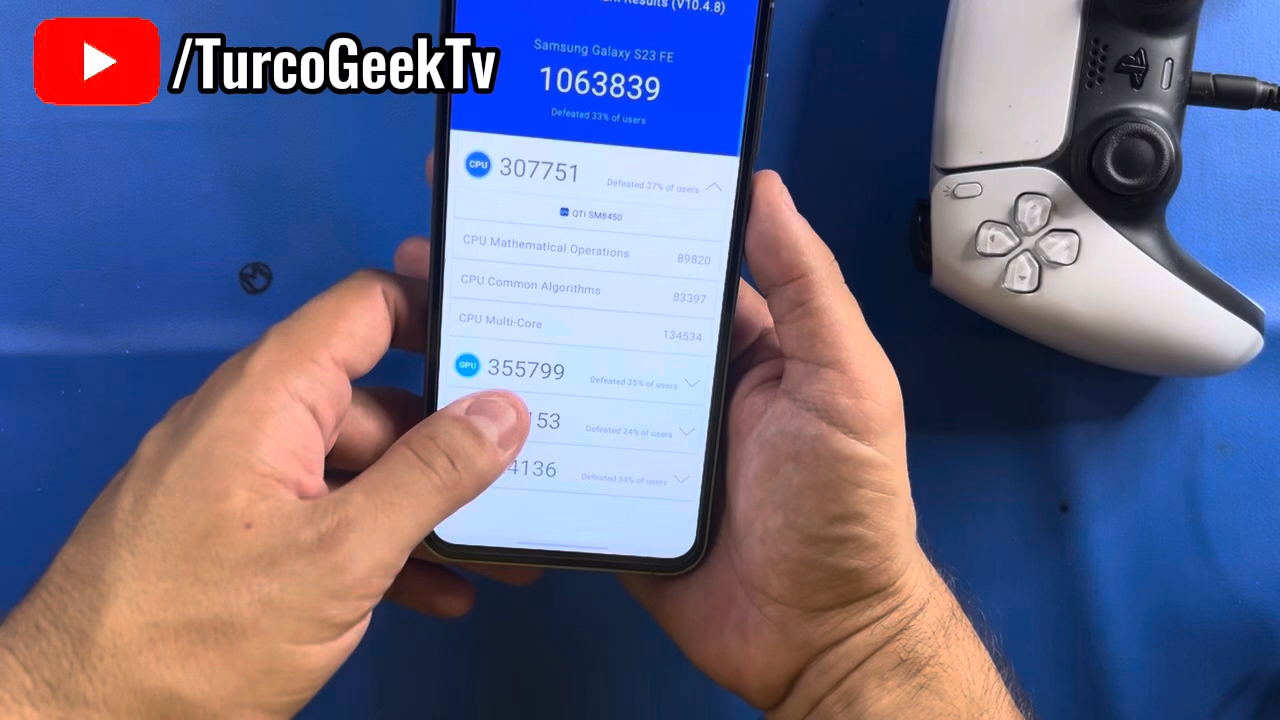 /TurcoGeekTv
Results (V10.4.8)
Samsung Galaxy S23 FE
1063839
Defeated 33% of users
CPU 307751 Defeated 37% of users
QTI SM8450
CPU Mathematical Operations 89820
CPU Common Algorithms 83397
CPU Multi-Core 134534
GPU 355799 Defeated 35% of users
153 Defeated 24% of users
4136 Defeated 34% of users